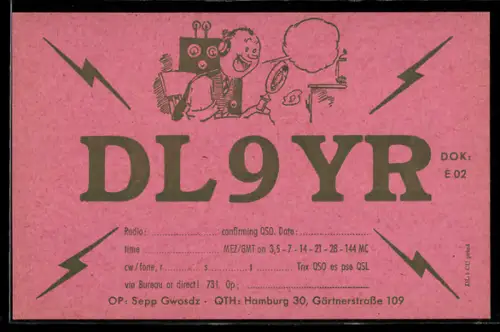 DL9YR
D.O.K:
E 02
Radio: ........................ confirming QSO. Date: ........................
time ........................ MEZ/GMT on 3,5 - 7 - 14 - 21 - 28 - 144 MC
cw / fone, r............ s............ t............ Tnx QSO es pse QSL
via Bureau or direct! 73! Op:
OP: Sepp Gwosdz - QTH: Hamburg 30, Gärtnerstraße 109